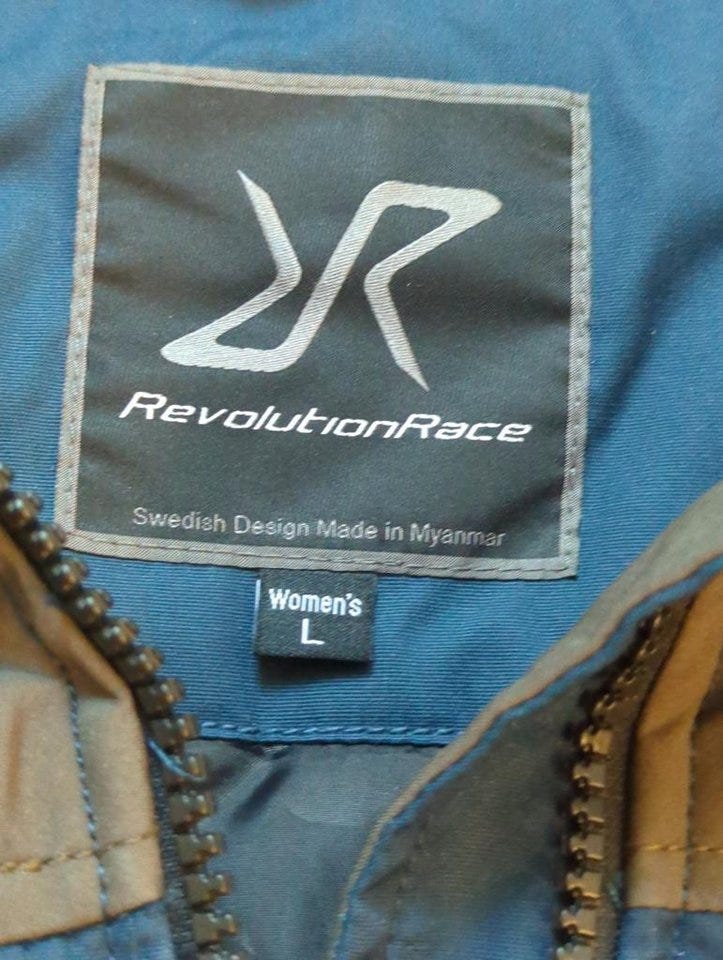 RevolutionRace
Swedish Design Made in Myanmar
Women's
L